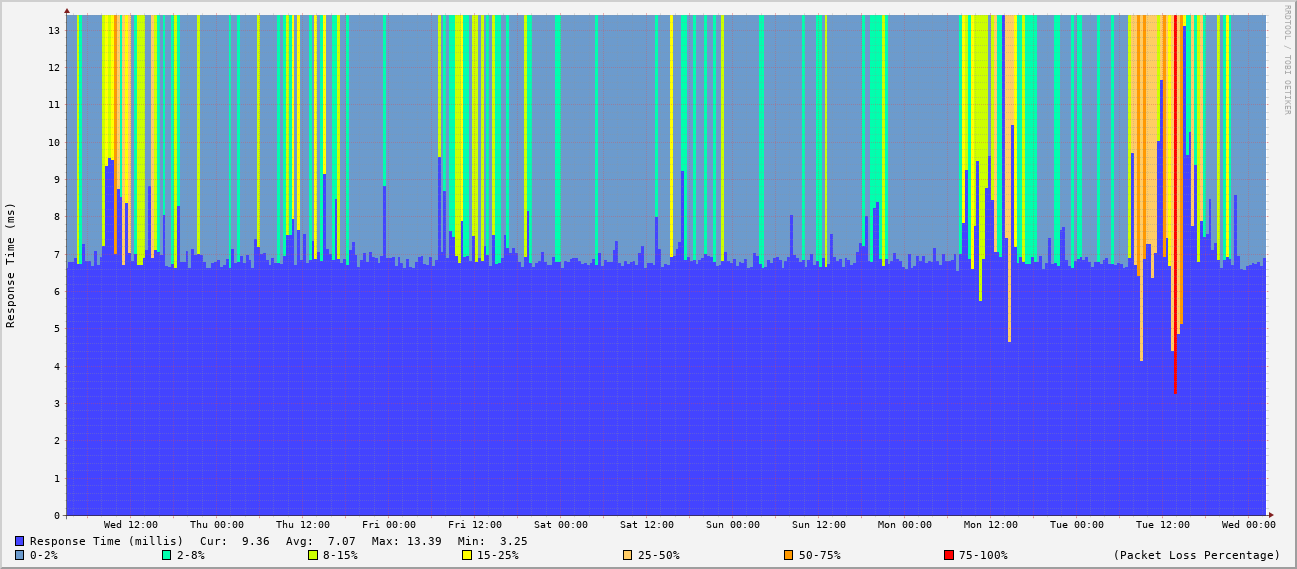 RRDTOOL / TOBI OETIKER
Response Time (ms)
13
12
11
10
9
8
7
6
5
4
3
2
1
0
Wed 12:00 Thu 00:00 Thu 12:00 Fri 00:00 Fri 12:00 Sat 00:00 Sat 12:00 Sun 00:00 Sun 12:00 Mon 00:00 Mon 12:00 Tue 00:00 Tue 12:00 Wed 00:00
Response Time (millis) Cur: 9.36 Avg: 7.07 Max: 13.39 Min: 3.25
0-2% 2-8% 8-15% 15-25% 25-50% 50-75% 75-100% (Packet Loss Percentage)